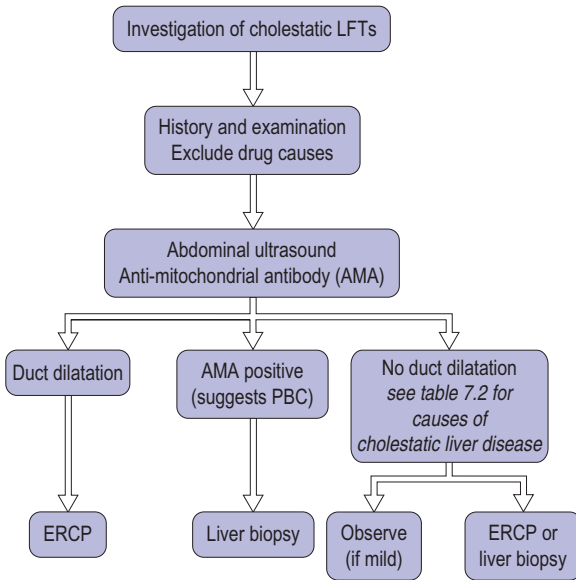 Investigation of cholestatic LFTs
History and examination
Exclude drug causes
Abdominal ultrasound
Anti-mitochondrial antibody (AMA)
Duct dilatation
AMA positive
(suggests PBC)
No duct dilatation
see table 7.2 for
causes of
cholestatic liver disease
ERCP
Liver biopsy
Observe
(if mild)
ERCP or
liver biopsy